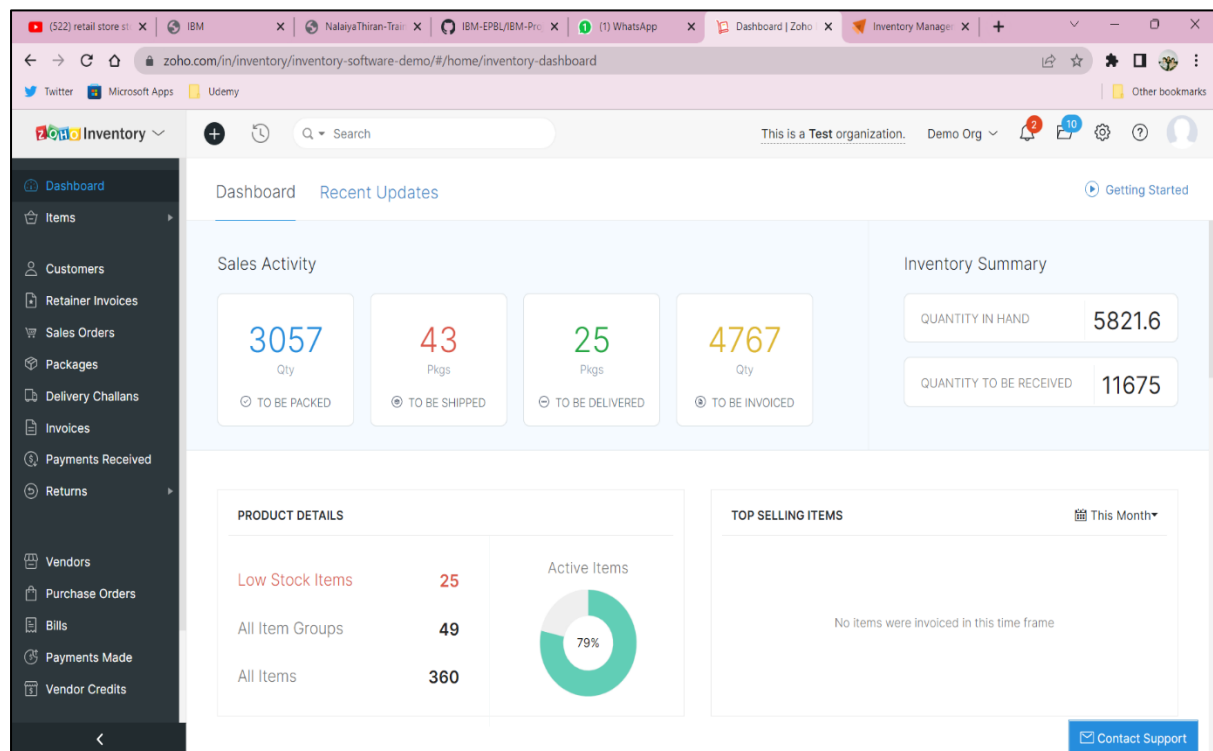 (522) retail store st
IBM
NalaiyaThiran-Train
IBM-EPBL/IBM-Proj
(1) WhatsApp
Dashboard | Zoho I
Inventory Manager
zoho.com/in/inventory/inventory-software-demo/#/home/inventory-dashboard
Twitter
Microsoft Apps
Udemy
Other bookmarks
ZOHO Inventory
Search
This is a Test organization.
Demo Org
2
10
Dashboard
Items
Customers
Retainer Invoices
Sales Orders
Packages
Delivery Challans
Invoices
Payments Received
Returns
Vendors
Purchase Orders
Bills
Payments Made
Vendor Credits
Dashboard
Recent Updates
Getting Started
Sales Activity
3057
Qty
TO BE PACKED
43
Pkgs
TO BE SHIPPED
25
Pkgs
TO BE DELIVERED
4767
Qty
TO BE INVOICED
Inventory Summary
QUANTITY IN HAND 5821.6
QUANTITY TO BE RECEIVED 11675
PRODUCT DETAILS
Low Stock Items 25
All Item Groups 49
All Items 360
Active Items
79%
TOP SELLING ITEMS
This Month
No items were invoiced in this time frame
Contact Support